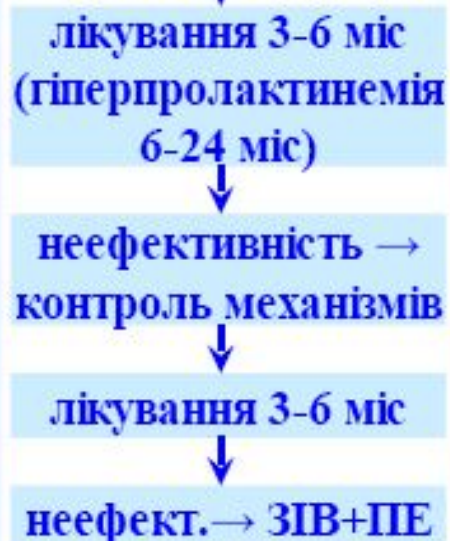 лікування 3-6 міс
(гіперпролактинемія
6-24 міс)
неефективність →
контроль механізмів
лікування 3-6 міс
неефект.→ ЗІВ+ПЕ